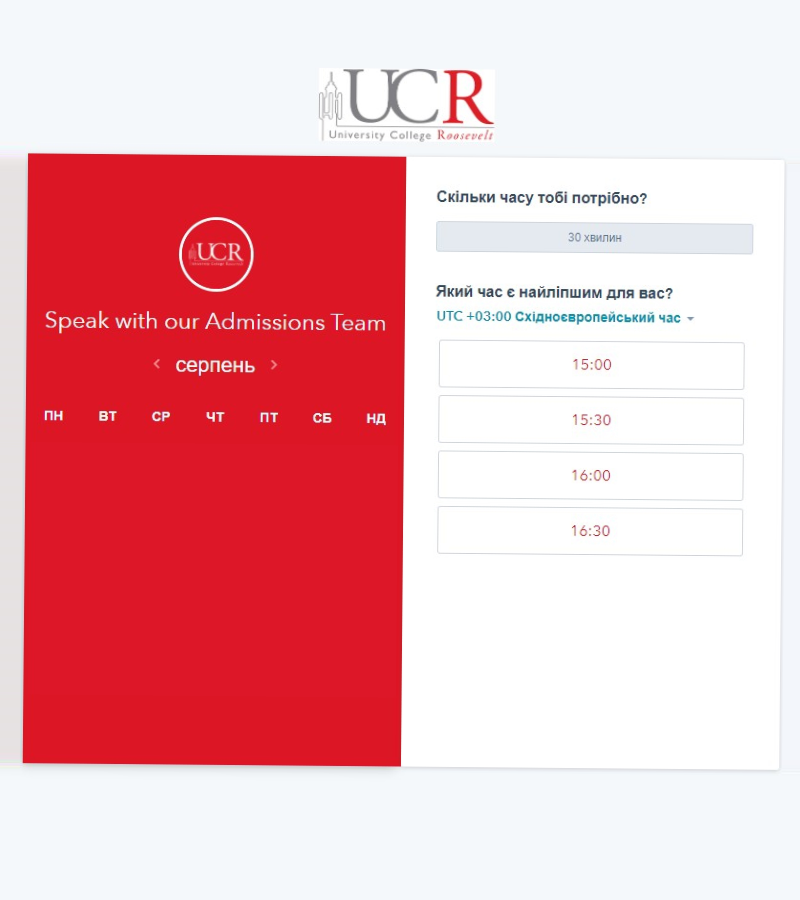 UCR
University College Roosevelt
UCR
Speak with our Admissions Team
серпень
ПН ВТ СР ЧТ ПТ СБ НД
Скільки часу тобі потрібно?
30 хвилин
Який час є найліпшим для вас?
UTC +03:00 Східноєвропейський час
15:00
15:30
16:00
16:30